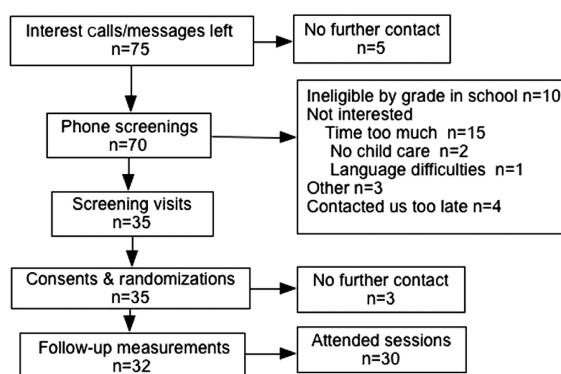 Interest calls/messages left
n=75
No further contact
n=5
Phone screenings
n=70
Ineligible by grade in school n=10
Not interested
Time too much n=15
No child care n=2
Language difficulties n=1
Other n=3
Contacted us too late n=4
Screening visits
n=35
Consents & randomizations
n=35
No further contact
n=3
Follow-up measurements
n=32
Attended sessions
n=30